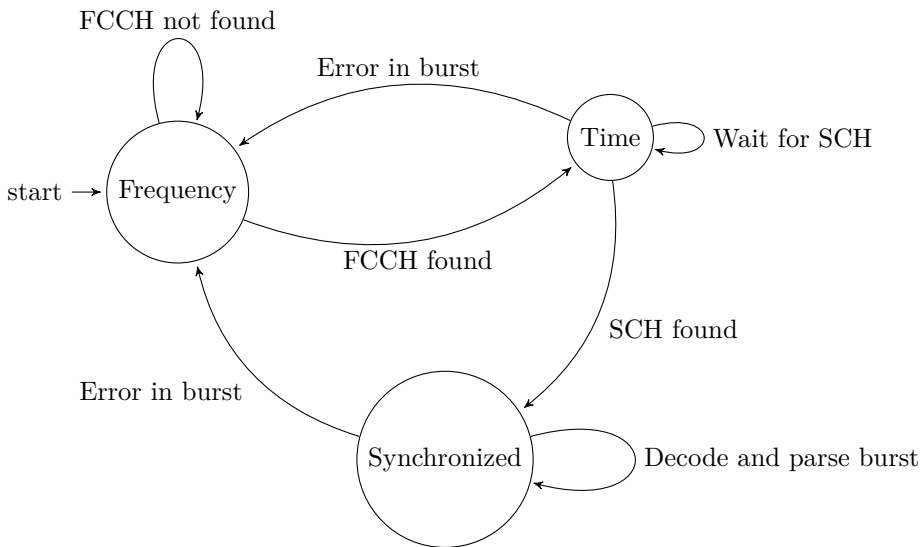 FCCH not found
Error in burst
Time
Wait for SCH
start
Frequency
FCCH found
SCH found
Error in burst
Synchronized
Decode and parse burst